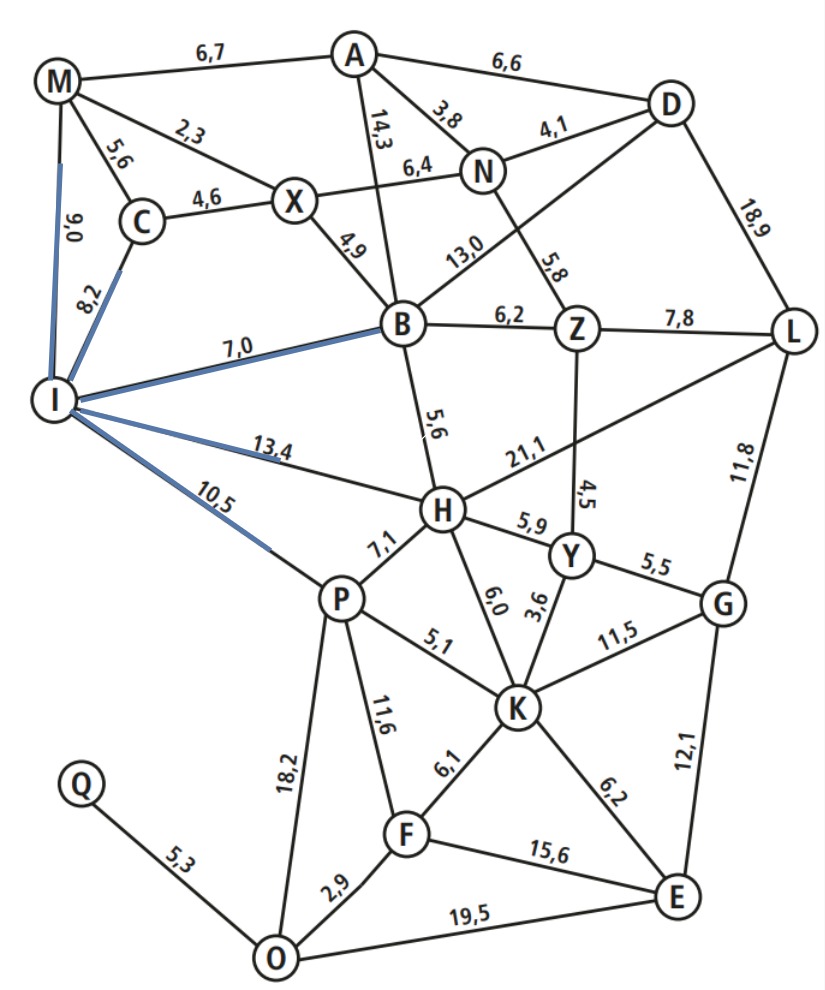 A
6,7
6,6
M
D
2,3
14,3
3,8
4,1
5,6
6,4
N
X
4,6
C
18,9
9,0
4,9
13,0
5,8
8,2
B
6,2
Z
7,8
L
7,0
I
5,6
13,4
21,1
11,8
10,5
4,5
H
5,9
7,1
Y
5,5
P
6,0
3,6
G
5,1
11,5
K
11,6
12,1
18,2
6,1
6,2
Q
F
15,6
5,3
2,9
E
19,5
O